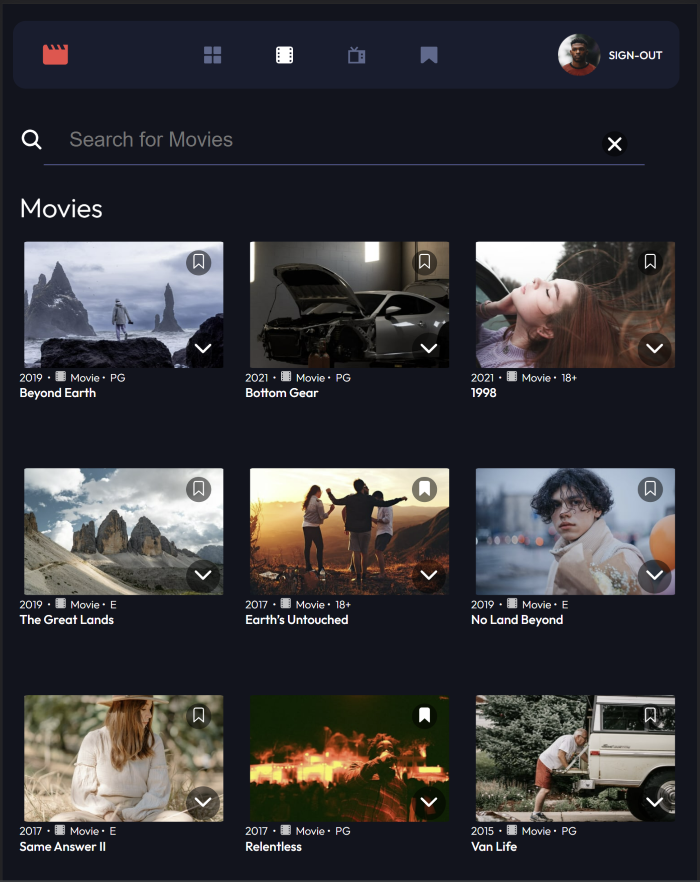 SIGN-OUT
Search for Movies
Movies
2019 • Movie • PG
Beyond Earth
2021 • Movie • PG
Bottom Gear
2021 • Movie • 18+
1998
2019 • Movie • E
The Great Lands
2017 • Movie • 18+
Earth's Untouched
2019 • Movie • E
No Land Beyond
2017 • Movie • E
Same Answer II
2017 • Movie • PG
Relentless
2015 • Movie • PG
Van Life